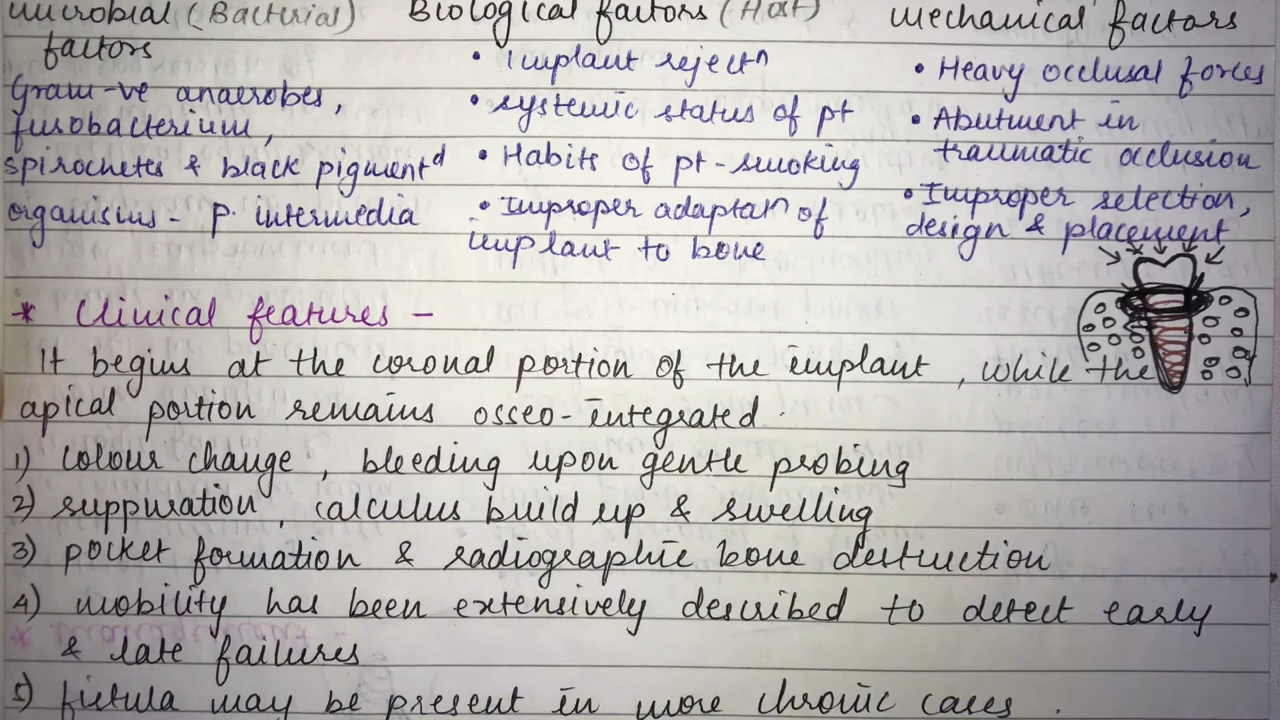 Microbial (Bacterial)
factors
Gram-ve anaerobes,
fusobacterium,
spirochetes & black pigmentᵈ
organisms - P. intermedia
Biological factors (Host)
• Implant rejectⁿ
• systemic status of pt
• Habits of pt - smoking
• Improper adaptaⁿ of
implant to bone
Mechanical factors
• Heavy occlusal forces
• Abutment in
traumatic occlusion
• Improper selection,
design & placement
* Clinical features -
It begins at the coronal portion of the implant, while the
apical portion remains osseo-integrated.
1) colour change, bleeding upon gentle probing
2) suppuration, calculus build up & swelling
3) pocket formation & radiographic bone destruction
4) mobility has been extensively described to detect early
& late failures
5) fistula may be present in more chronic cases.